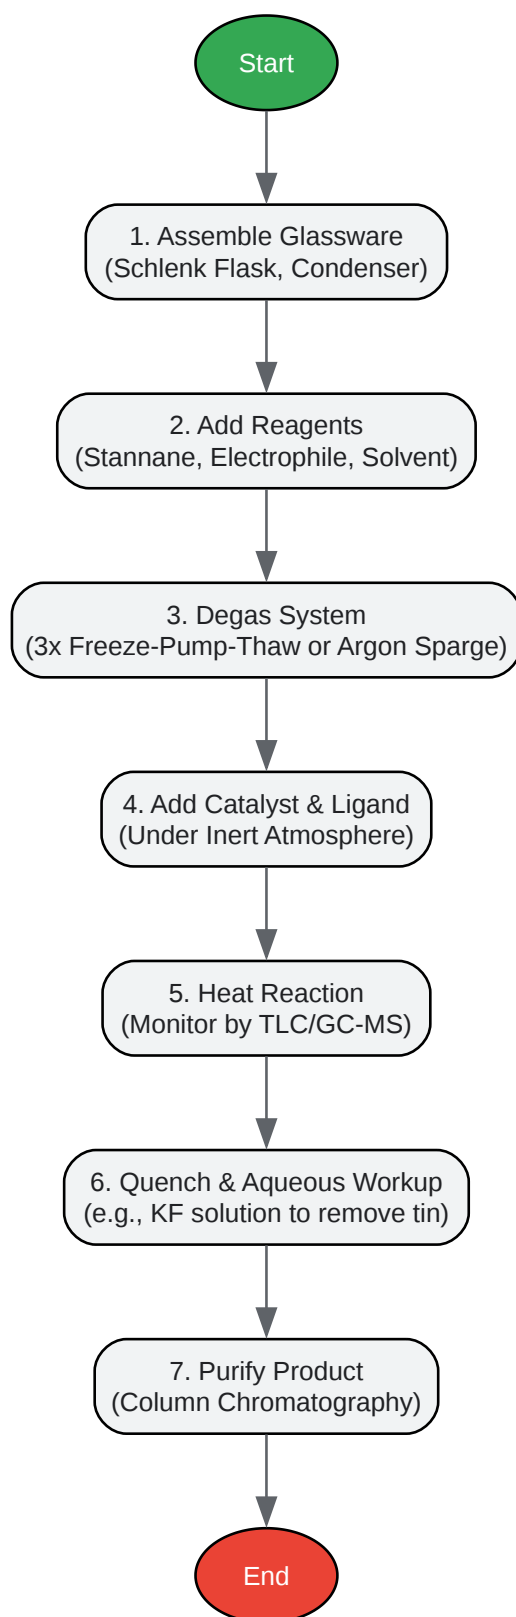 Start
1. Assemble Glassware
(Schlenk Flask, Condenser)
2. Add Reagents
(Stannane, Electrophile, Solvent)
3. Degas System
(3x Freeze-Pump-Thaw or Argon Sparge)
4. Add Catalyst & Ligand
(Under Inert Atmosphere)
5. Heat Reaction
(Monitor by TLC/GC-MS)
6. Quench & Aqueous Workup
(e.g., KF solution to remove tin)
7. Purify Product
(Column Chromatography)
End